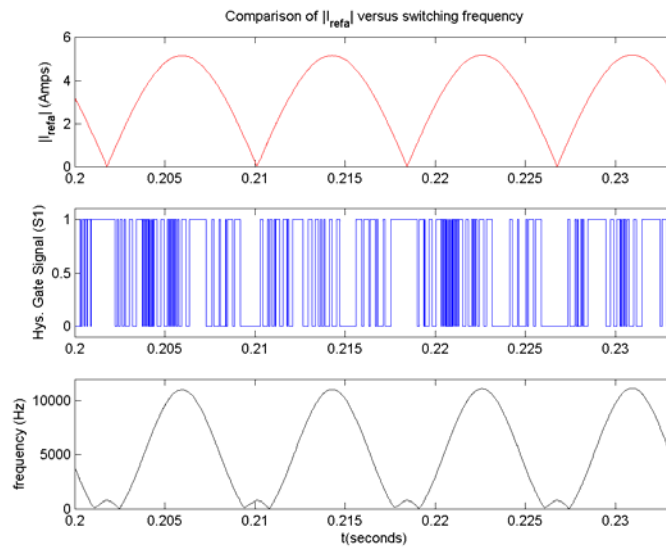 Comparison of |I_refa| versus switching frequency
|I_refa| (Amps)
6
4
2
0
0.2 0.205 0.21 0.215 0.22 0.225 0.23
Hys. Gate Signal (S1)
1
0.5
0
0.2 0.205 0.21 0.215 0.22 0.225 0.23
frequency (Hz)
10000
5000
0
0.2 0.205 0.21 0.215 0.22 0.225 0.23
t(seconds)